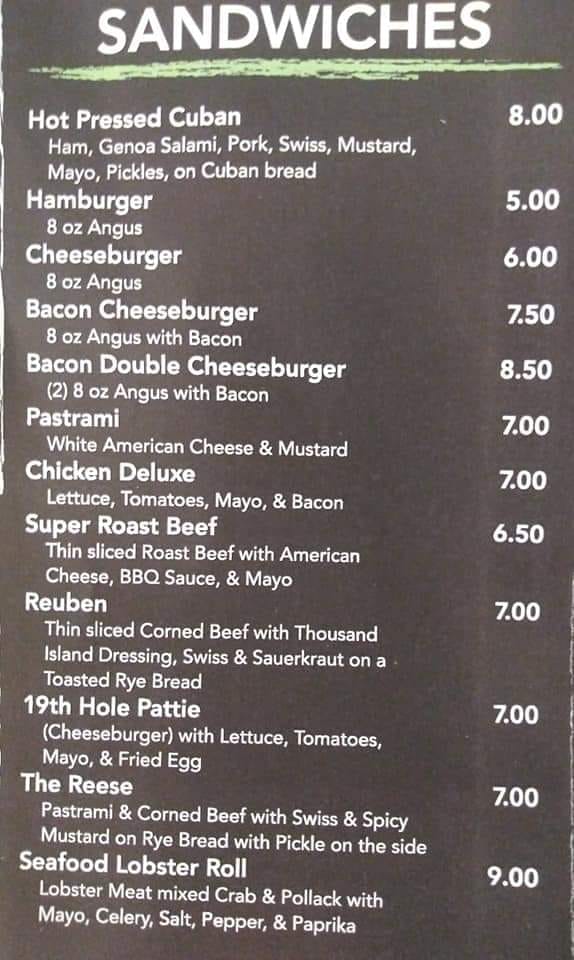 SANDWICHES
Hot Pressed Cuban 8.00
Ham, Genoa Salami, Pork, Swiss, Mustard,
Mayo, Pickles, on Cuban bread
Hamburger 5.00
8 oz Angus
Cheeseburger 6.00
8 oz Angus
Bacon Cheeseburger 7.50
8 oz Angus with Bacon
Bacon Double Cheeseburger 8.50
(2) 8 oz Angus with Bacon
Pastrami 7.00
White American Cheese & Mustard
Chicken Deluxe 7.00
Lettuce, Tomatoes, Mayo, & Bacon
Super Roast Beef 6.50
Thin sliced Roast Beef with American
Cheese, BBQ Sauce, & Mayo
Reuben 7.00
Thin sliced Corned Beef with Thousand
Island Dressing, Swiss & Sauerkraut on a
Toasted Rye Bread
19th Hole Pattie 7.00
(Cheeseburger) with Lettuce, Tomatoes,
Mayo, & Fried Egg
The Reese 7.00
Pastrami & Corned Beef with Swiss & Spicy
Mustard on Rye Bread with Pickle on the side
Seafood Lobster Roll 9.00
Lobster Meat mixed Crab & Pollack with
Mayo, Celery, Salt, Pepper, & Paprika